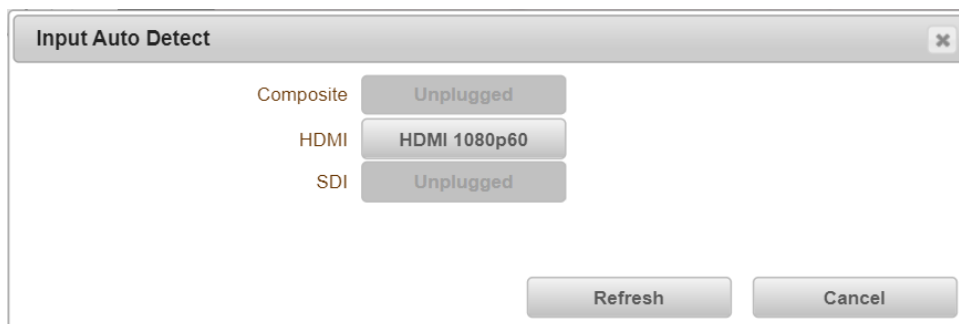 Input Auto Detect
Composite Unplugged
HDMI HDMI 1080p60
SDI Unplugged
Refresh Cancel